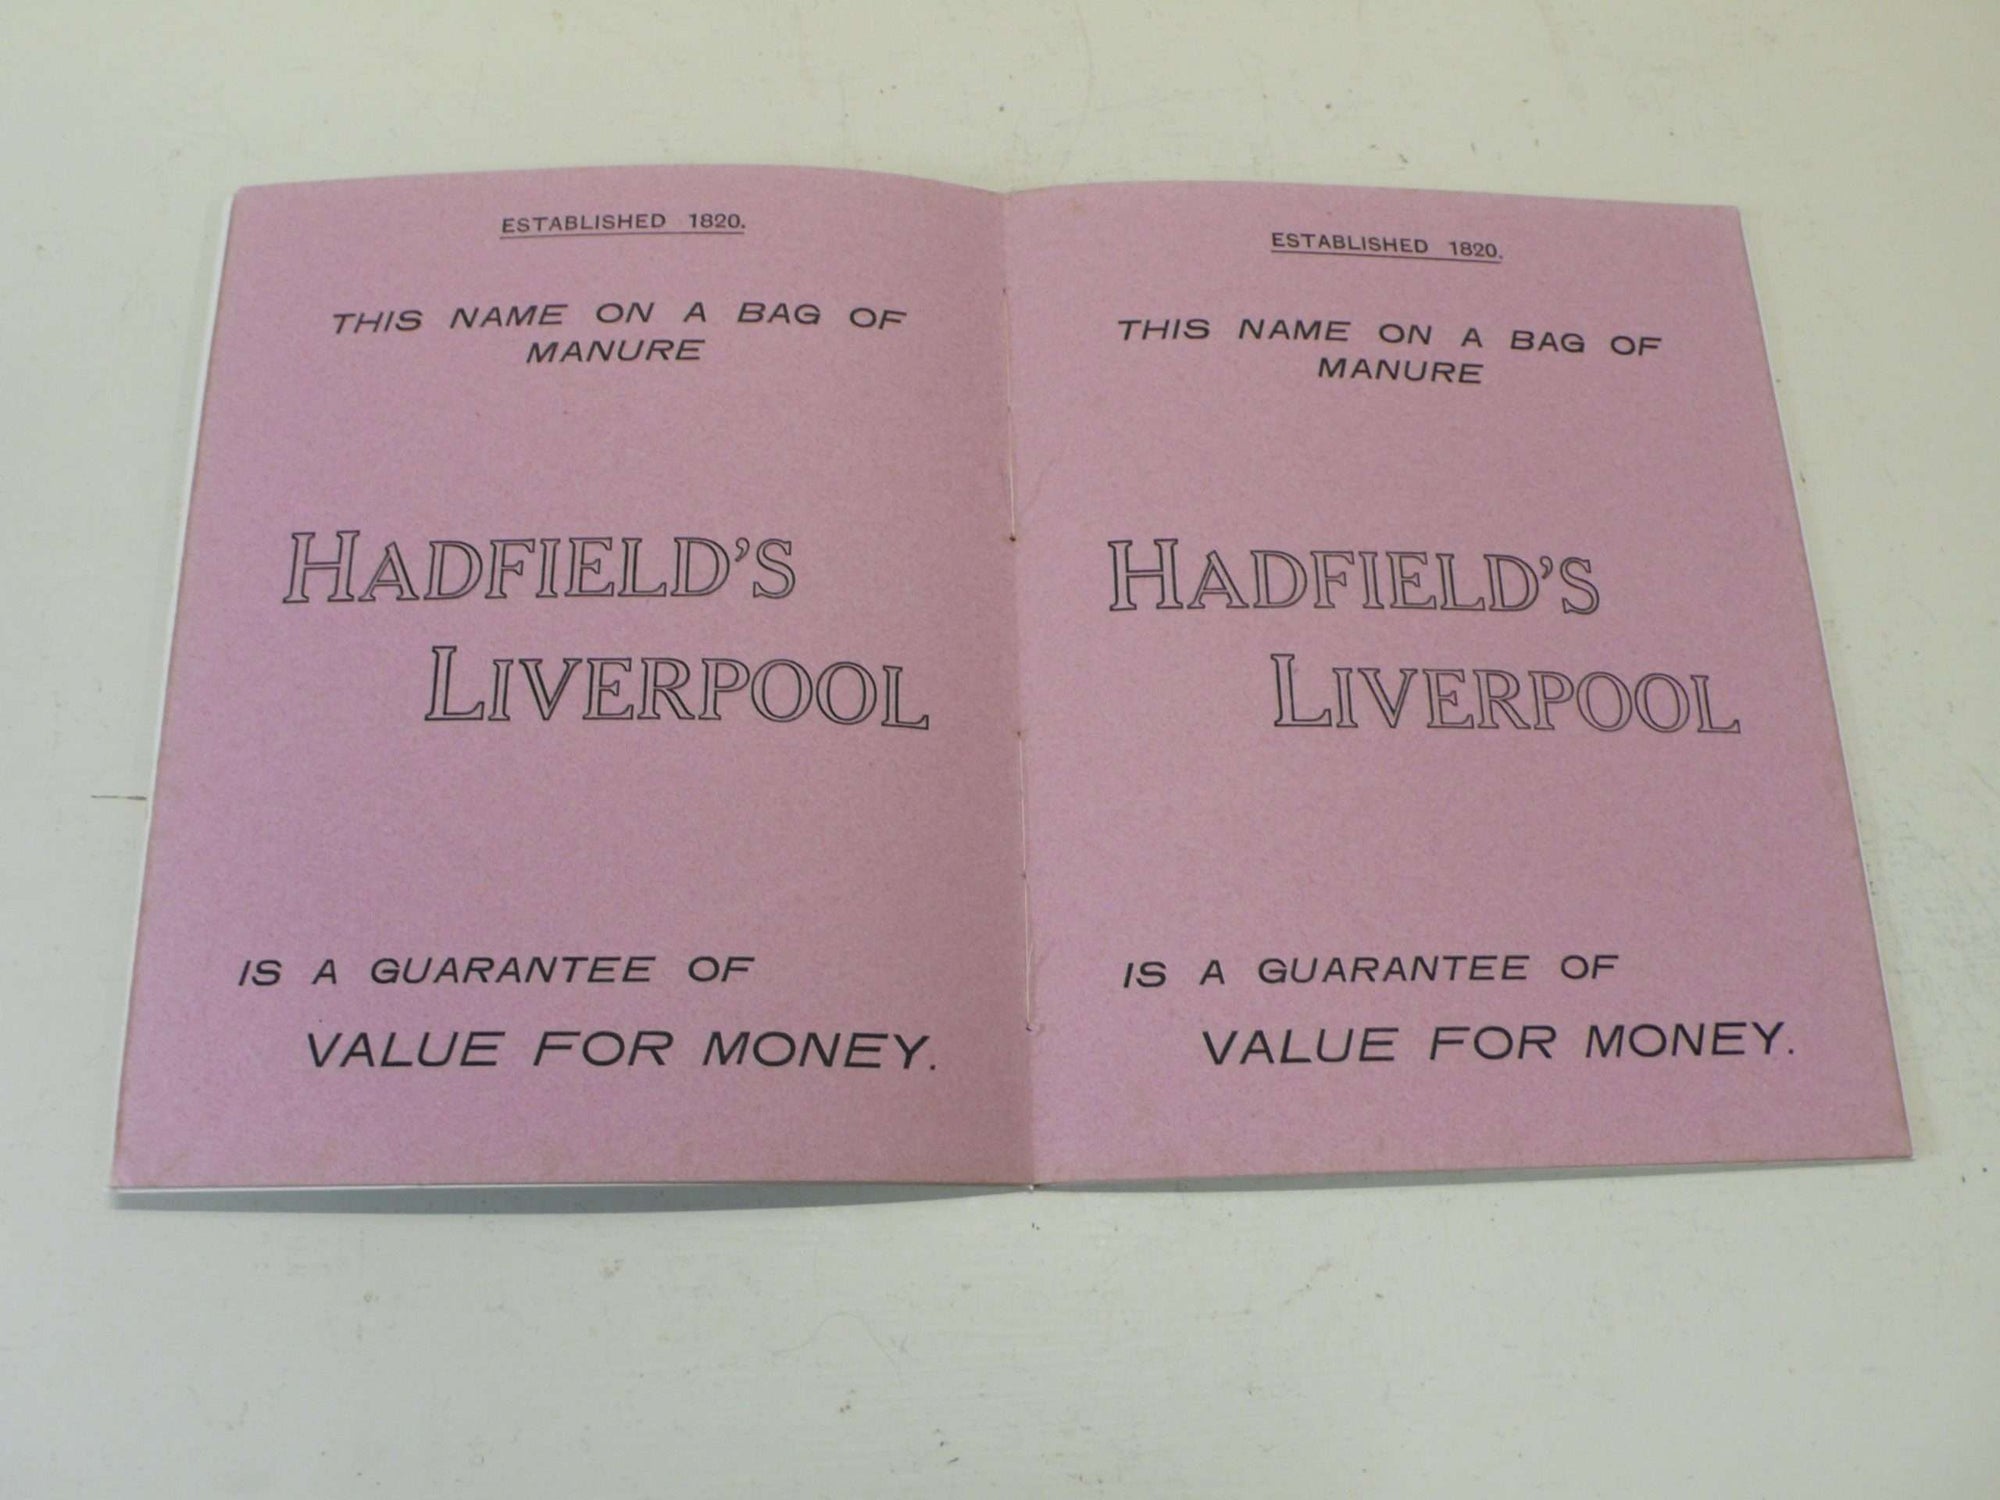 ESTABLISHED 1820.
THIS NAME ON A BAG OF
MANURE
HADFIELD'S
LIVERPOOL
IS A GUARANTEE OF
VALUE FOR MONEY.
ESTABLISHED 1820.
THIS NAME ON A BAG OF
MANURE
HADFIELD'S
LIVERPOOL
IS A GUARANTEE OF
VALUE FOR MONEY.